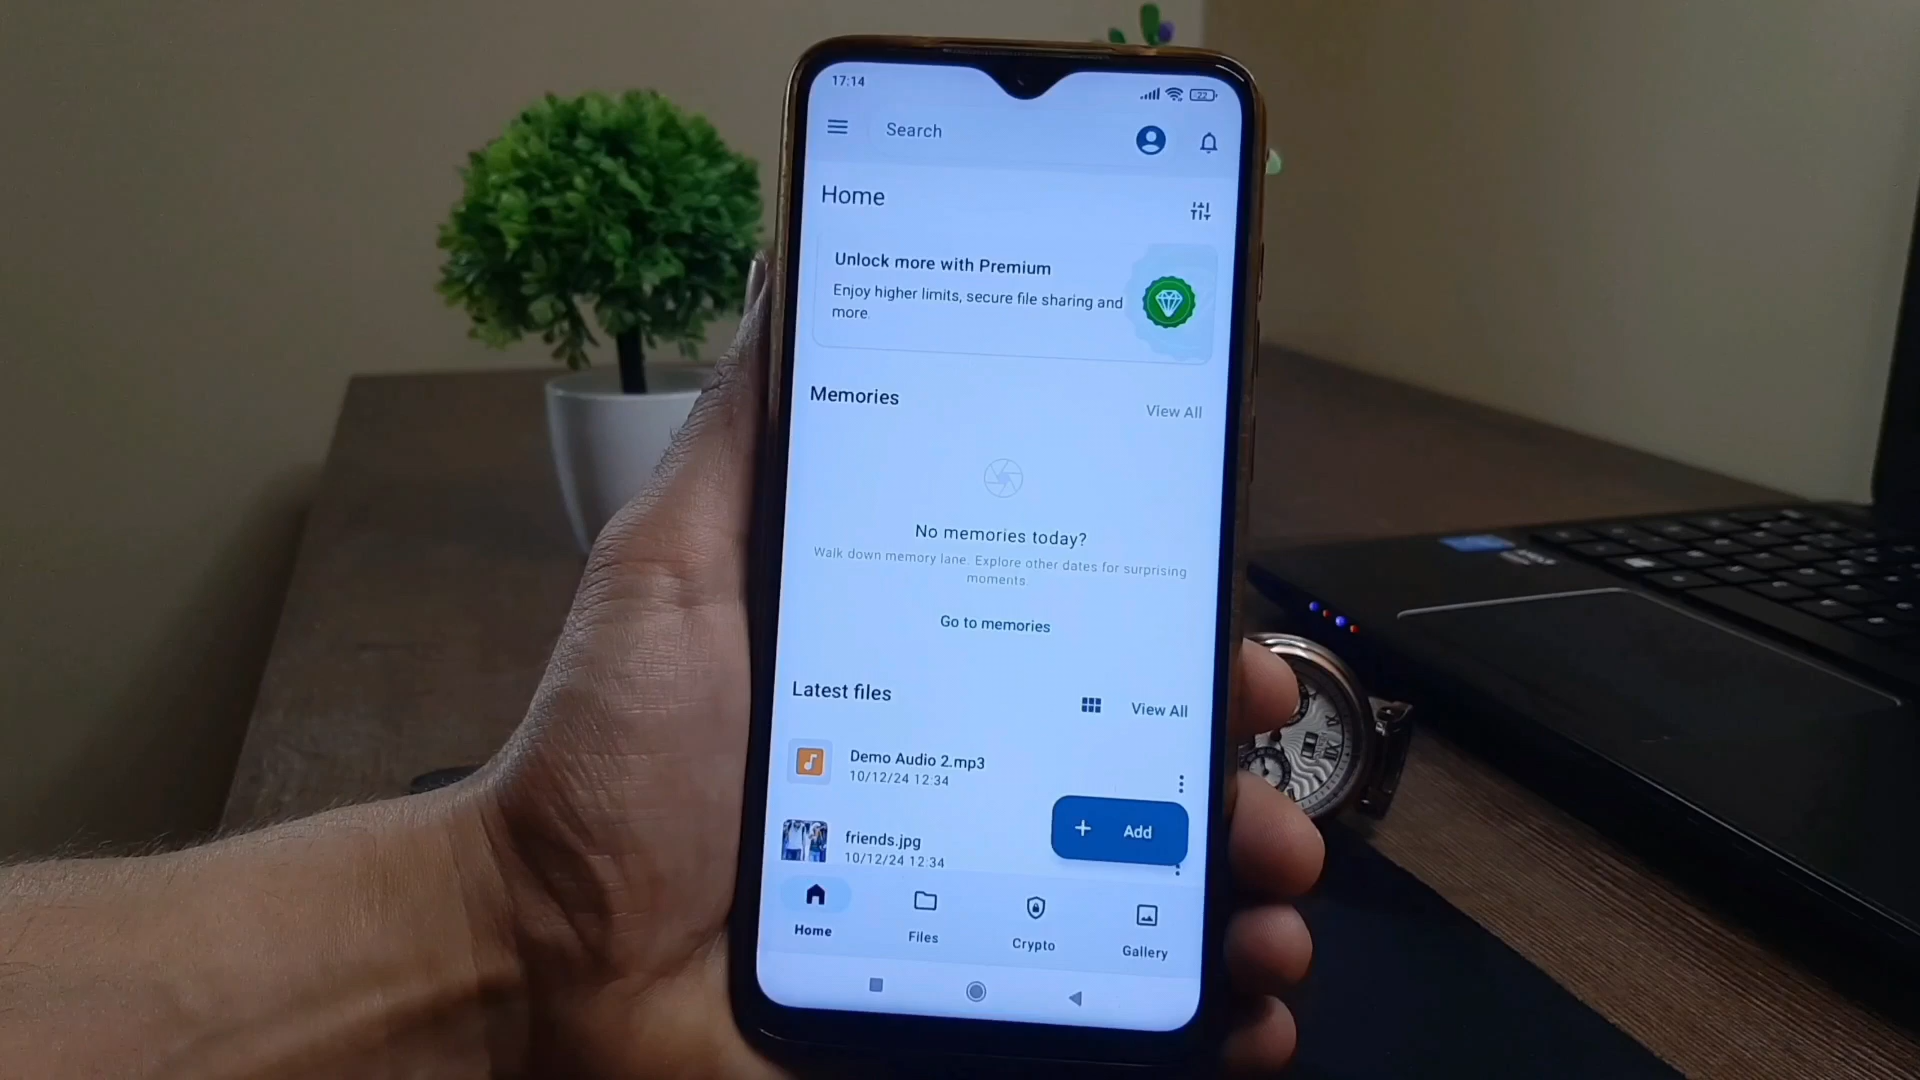 17:14
22
Search
Home
Unlock more with Premium
Enjoy higher limits, secure file sharing and
more.
Memories
View All
No memories today?
Walk down memory lane. Explore other dates for surprising
moments.
Go to memories
Latest files
View All
Demo Audio 2.mp3
10/12/24 12:34
friends.jpg
10/12/24 12:34
+ Add
Home
Files
Crypto
Gallery